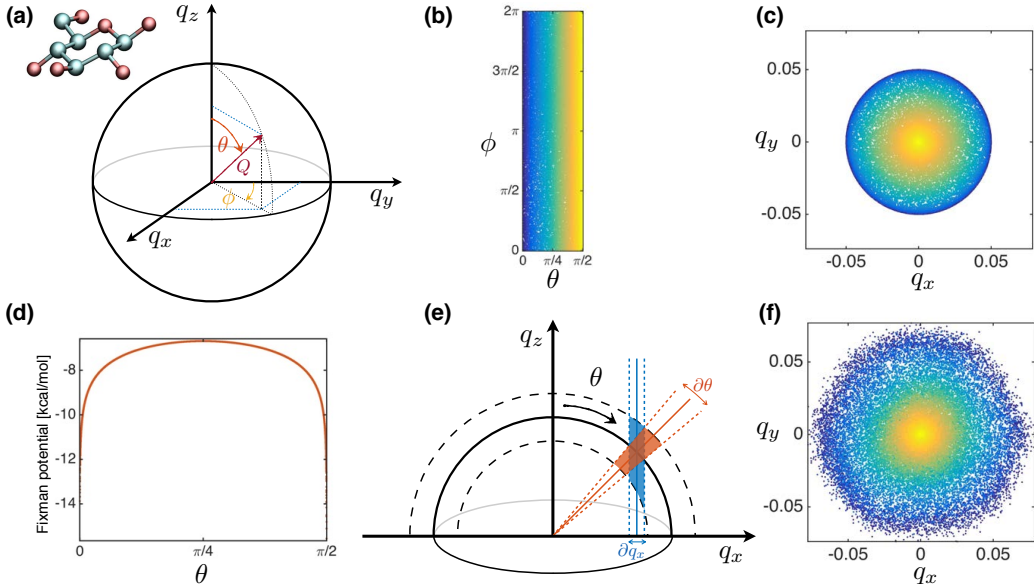 (a)
q_z
θ
Q
ϕ
q_y
q_x
(b)
2π
3π/2
ϕ
π
π/2
0
0
π/4
π/2
θ
(c)
0.05
q_y
0
-0.05
-0.05
0
0.05
q_x
(d)
Fixman potential [kcal/mol]
-8
-10
-12
-14
0
π/4
π/2
θ
(e)
q_z
θ
∂θ
∂q_x
q_x
(f)
0.05
q_y
0
-0.05
-0.05
0
0.05
q_x